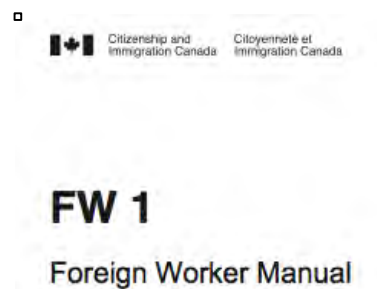 Citizenship and Citoyenneté et
Immigration Canada Immigration Canada
FW 1
Foreign Worker Manual